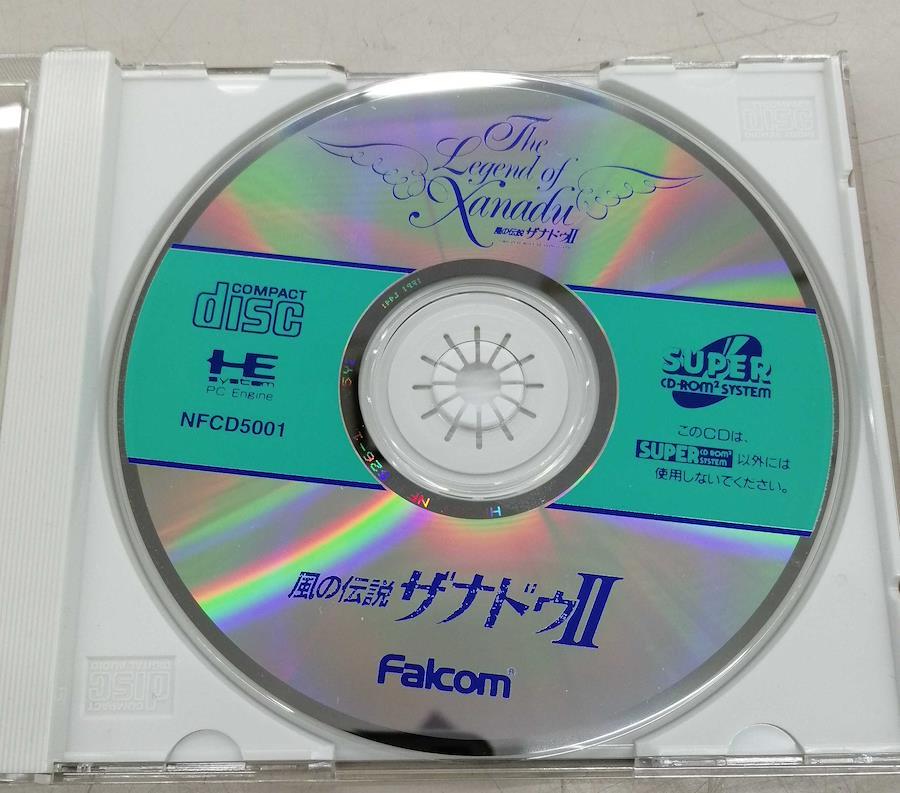 The
Legend of
Xanadu
風の伝説 ザナドゥII
COMPACT
disc
HE
system
PC Engine
NFCD5001
SUPER
CD-ROM² SYSTEM
このCDは、
SUPER CD ROM² SYSTEM 以外には
使用しないでください。
風の伝説 ザナドゥII
Falcom®